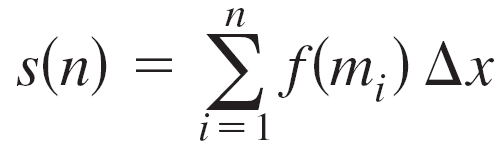 s(n) = ∑_{i=1}^{n} f(m_i) Δx